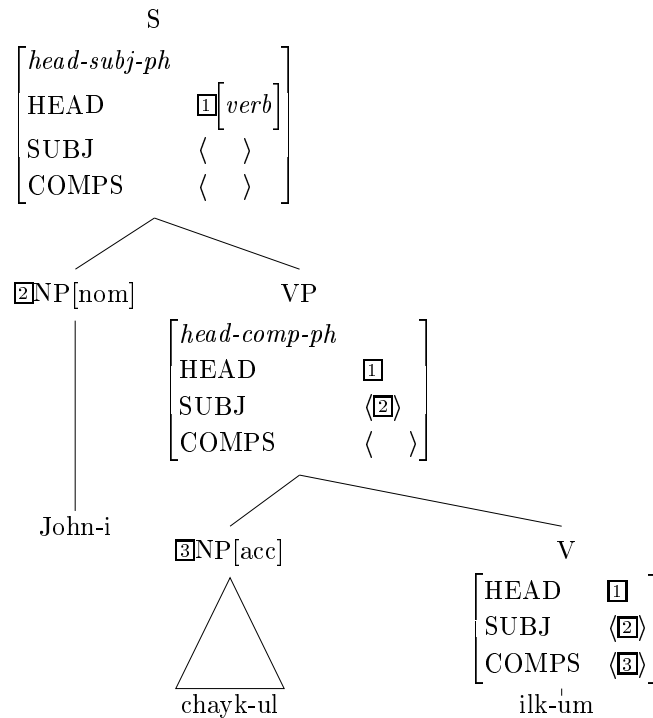 S
head-subj-ph
HEAD 1[verb]
SUBJ ⟨ ⟩
COMPS ⟨ ⟩
2NP[nom] VP
head-comp-ph
HEAD 1
SUBJ ⟨2⟩
COMPS ⟨ ⟩
John-i
3NP[acc] V
HEAD 1
SUBJ ⟨2⟩
COMPS ⟨3⟩
chayk-ul ilk-um